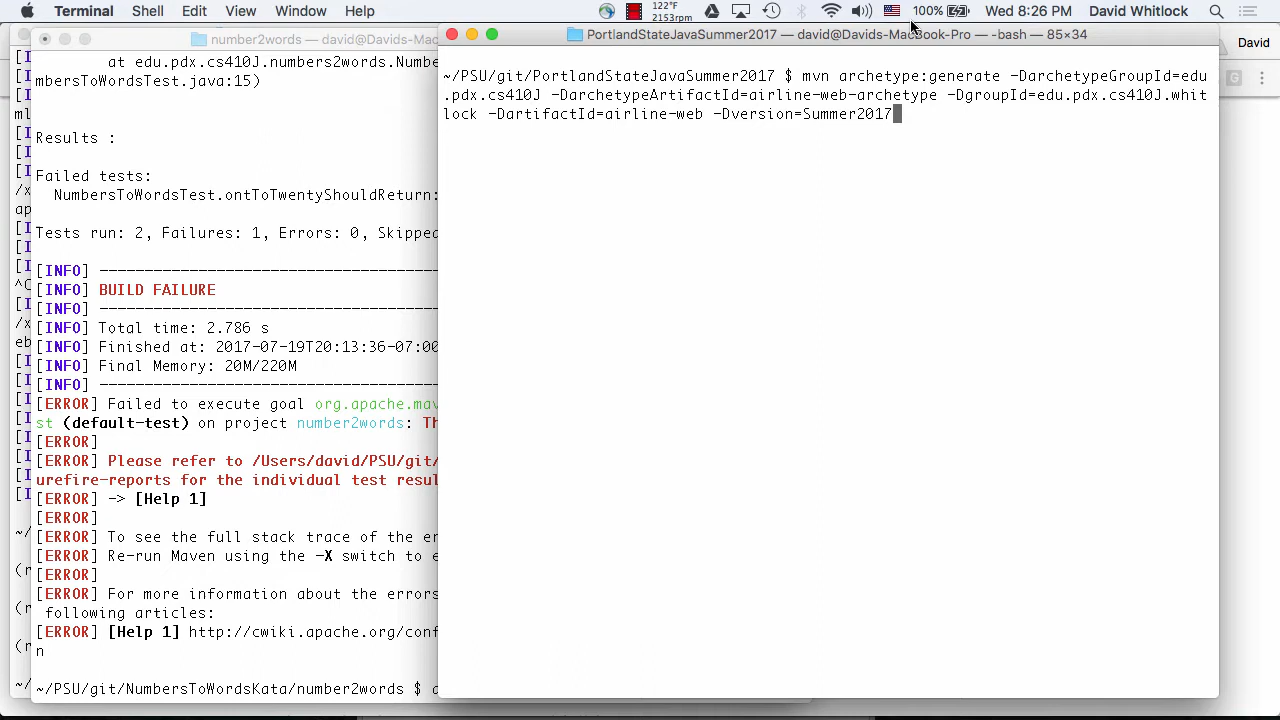 Terminal Shell Edit View Window Help 122°F 2153rpm 100% Wed 8:26 PM David Whitlock
number2words — david@Davids-Mac
PortlandStateJavaSummer2017 — david@Davids-MacBook-Pro — -bash — 85×34
David
at edu.pdx.cs410J.numbers2words.Numb
mbersToWordsTest.java:15)
Results :
Failed tests:
NumbersToWordsTest.ontToTwentyShouldReturn:
Tests run: 2, Failures: 1, Errors: 0, Skipped
[INFO] ------------------------------------------
[INFO] BUILD FAILURE
[INFO] ------------------------------------------
[INFO] Total time: 2.786 s
[INFO] Finished at: 2017-07-19T20:13:36-07:00
[INFO] Final Memory: 20M/220M
[INFO] ------------------------------------------
[ERROR] Failed to execute goal org.apache.mav
st (default-test) on project number2words: Th
[ERROR]
[ERROR] Please refer to /Users/david/PSU/git/
urefire-reports for the individual test resul
[ERROR] -> [Help 1]
[ERROR]
[ERROR] To see the full stack trace of the er
[ERROR] Re-run Maven using the -X switch to e
[ERROR]
[ERROR] For more information about the errors
following articles:
[ERROR] [Help 1] http://cwiki.apache.org/conf
n
~/PSU/git/NumbersToWordsKata/number2words $
~/PSU/git/PortlandStateJavaSummer2017 $ mvn archetype:generate -DarchetypeGroupId=edu
.pdx.cs410J -DarchetypeArtifactId=airline-web-archetype -DgroupId=edu.pdx.cs410J.whit
lock -DartifactId=airline-web -Dversion=Summer2017